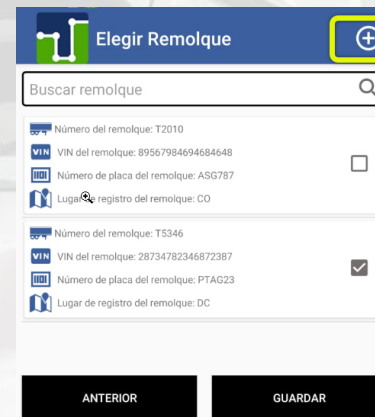 Elegir Remolque
Buscar remolque
Número del remolque: T2010
VIN VIN del remolque: 89567984694684648
Número de placa del remolque: ASG787
Lugar de registro del remolque: CO
Número del remolque: T5346
VIN VIN del remolque: 28734782346872387
Número de placa del remolque: PTAG23
Lugar de registro del remolque: DC
ANTERIOR GUARDAR